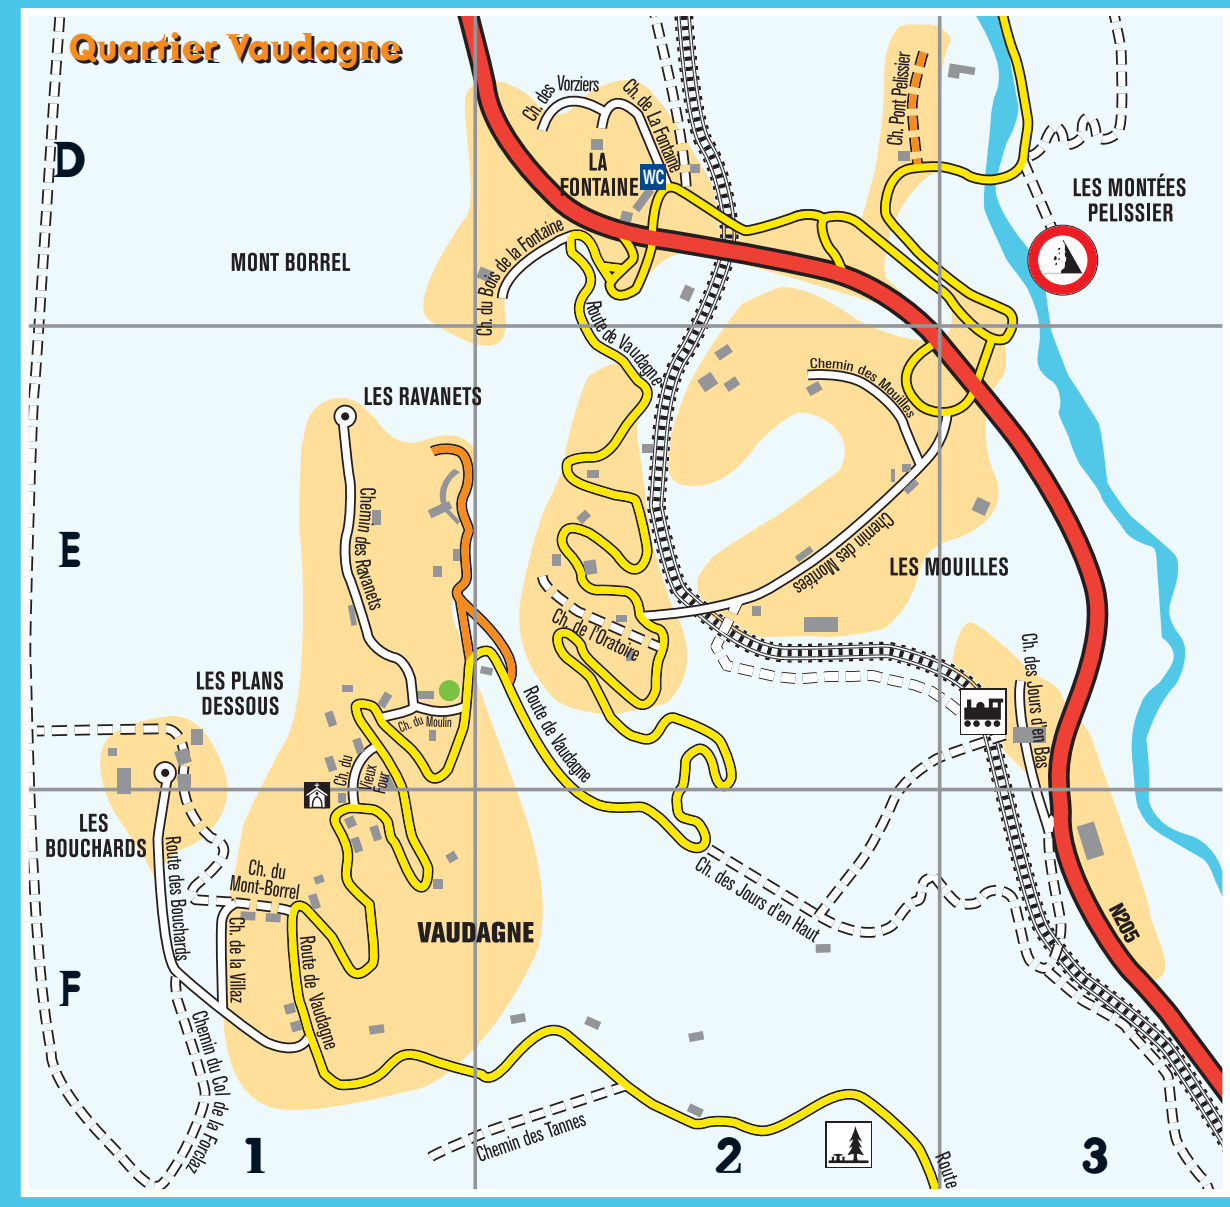 Quartier Vaudagne
Ch. des Vorziers
Ch. de La Fontaine
Ch. Pont Pelissier
D
LA
FONTAINE
WC
LES MONTÉES
PELISSIER
MONT BORREL
Ch. du Bois de la Fontaine
Route de Vaudagne
Chemin des Mouilles
LES RAVANETS
Chemin des Ravanets
E
Chemin des Montées
LES MOUILLES
Ch. de l'Oratoire
LES PLANS
DESSOUS
Ch. des Jours d'en Bas
Route de Vaudagne
Ch. du Moulin
Ch. du
Vieux
Four
LES
BOUCHARDS
Route des Bouchards
Ch. du
Mont-Borrel
Ch. des Jours d'en Haut
VAUDAGNE
N205
Ch. de la Villaz
Route de Vaudagne
F
Chemin du Col de la Forclaz
Chemin des Tannes
1
2
3
Route